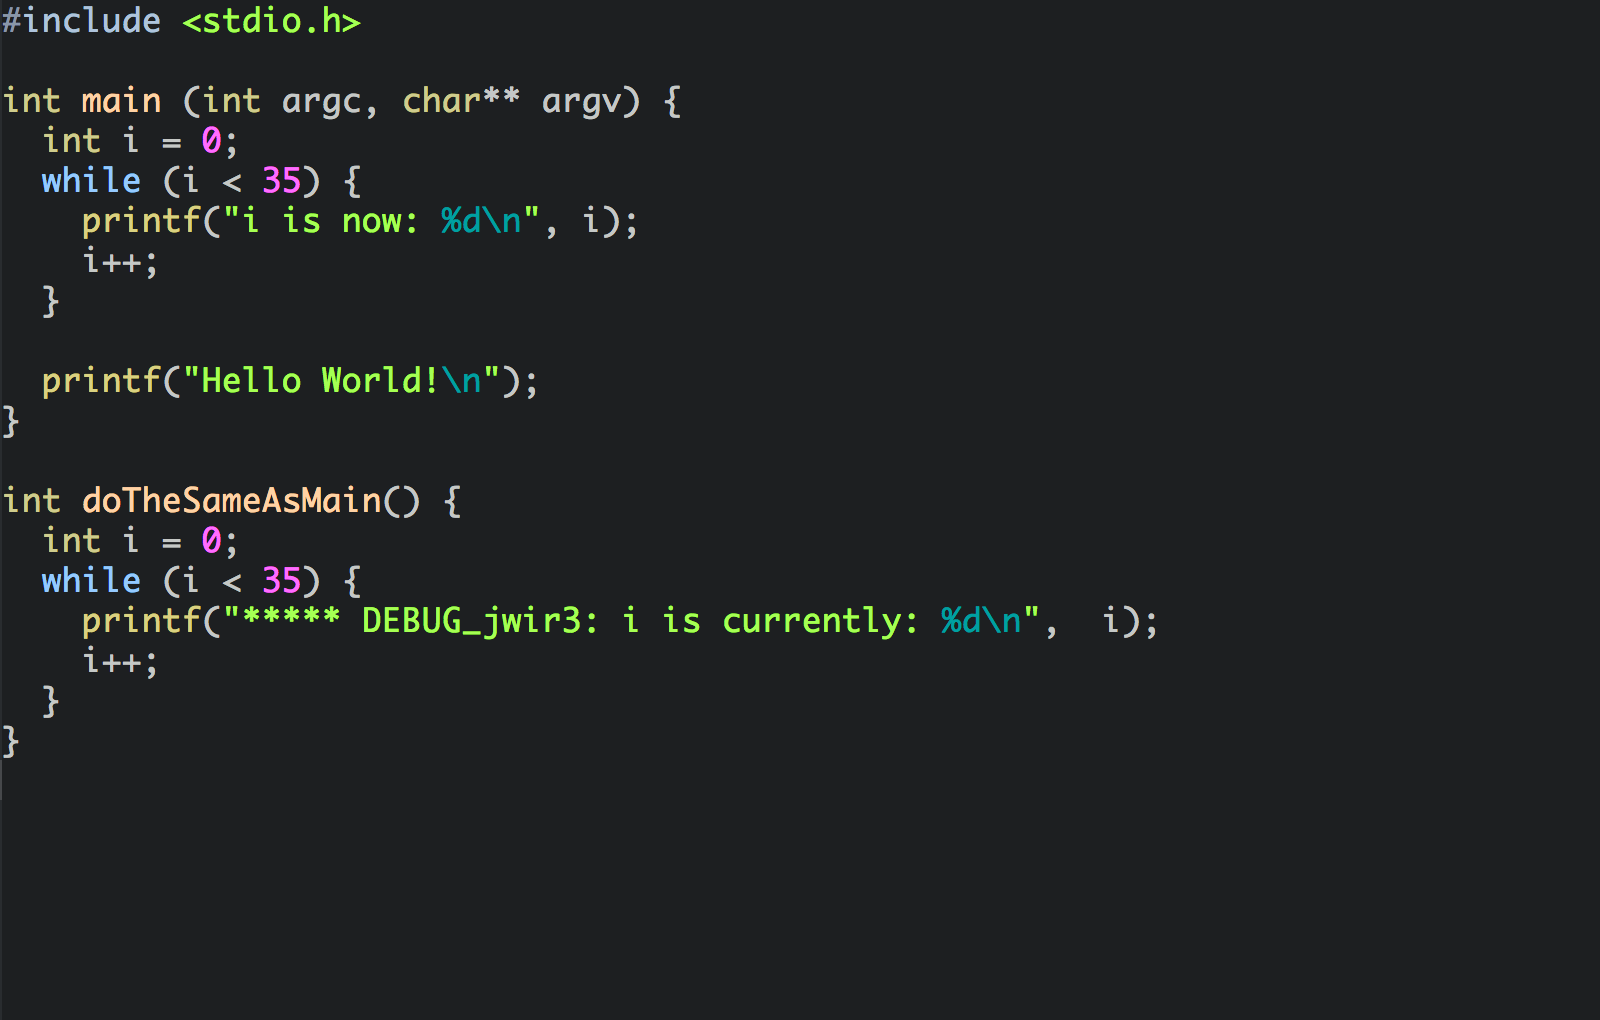 #include <stdio.h>

int main (int argc, char** argv) {
  int i = 0;
  while (i < 35) {
    printf("i is now: %d\n", i);
    i++;
  }

  printf("Hello World!\n");
}

int doTheSameAsMain() {
  int i = 0;
  while (i < 35) {
    printf("***** DEBUG_jwir3: i is currently: %d\n",  i);
    i++;
  }
}